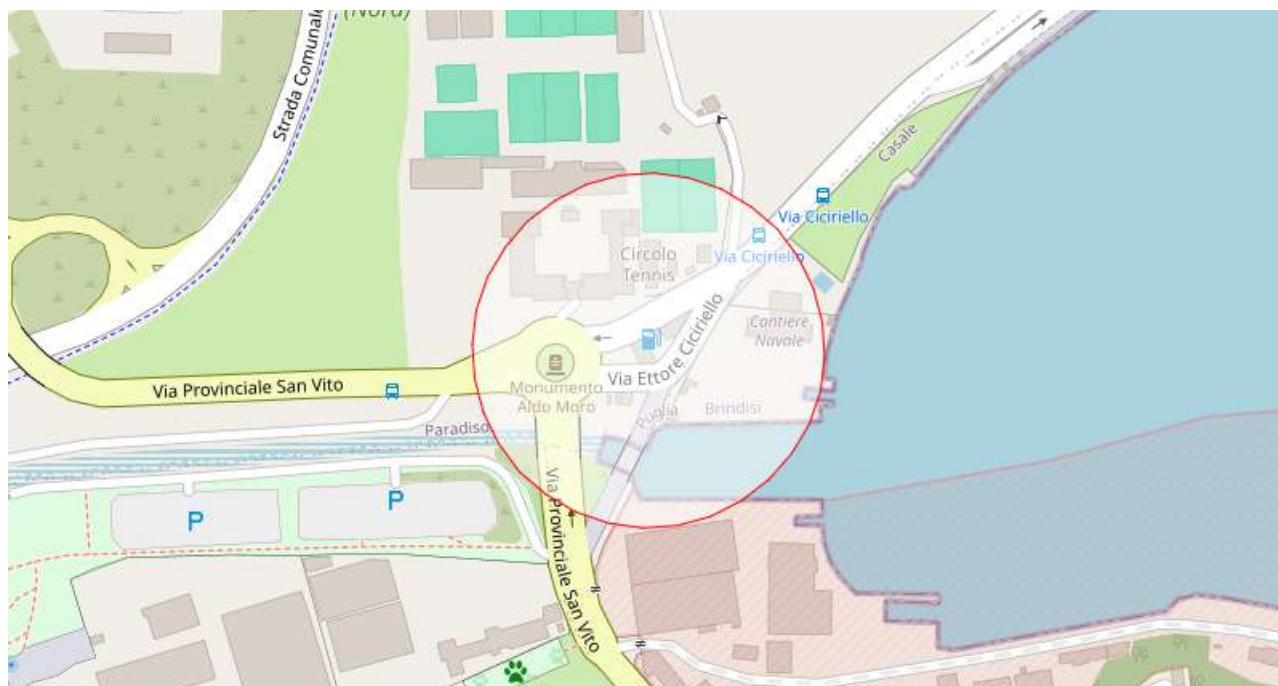 (Nord)
Strada Comunale
Casale
Via Ciciriello
Via Ciciriello
Circolo
Tennis
Cantiere
Navale
Via Ettore Ciciriello
Via Provinciale San Vito
Monumento
Aldo Moro
Puglia
Brindisi
Paradiso
P
P
Via Provinciale San Vito